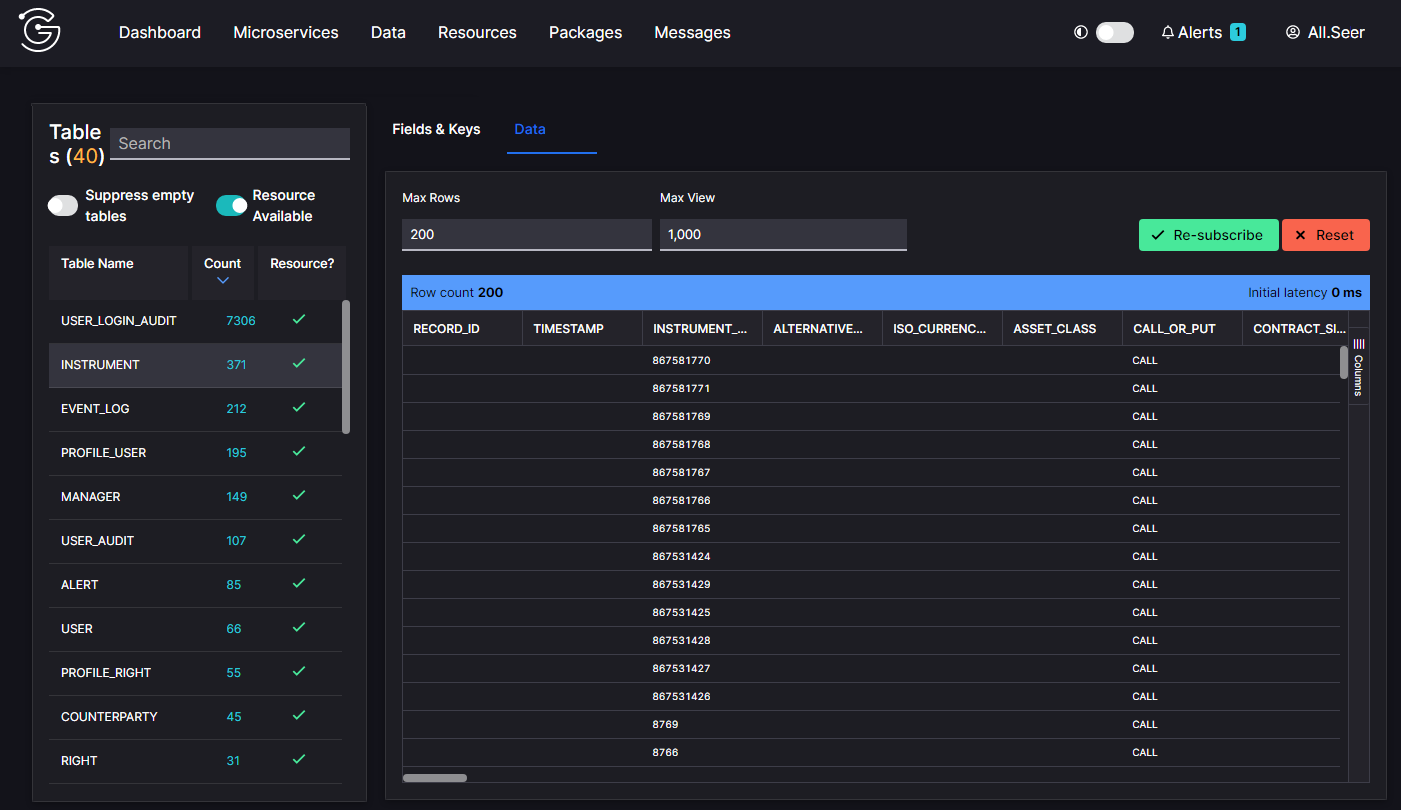 Dashboard Microservices Data Resources Packages Messages Alerts 1 All.Seer
Table
s (40)
Search
Suppress empty
tables
Resource
Available
Table Name Count Resource?
USER_LOGIN_AUDIT 7306
INSTRUMENT 371
EVENT_LOG 212
PROFILE_USER 195
MANAGER 149
USER_AUDIT 107
ALERT 85
USER 66
PROFILE_RIGHT 55
COUNTERPARTY 45
RIGHT 31
Fields & Keys Data
Max Rows Max View
200 1,000 Re-subscribe Reset
Row count 200 Initial latency 0 ms
RECORD_ID TIMESTAMP INSTRUMENT_... ALTERNATIVE... ISO_CURRENC... ASSET_CLASS CALL_OR_PUT CONTRACT_SI...
867581770 CALL
867581771 CALL
867581769 CALL
867581768 CALL
867581767 CALL
867581766 CALL
867581765 CALL
867531424 CALL
867531429 CALL
867531425 CALL
867531428 CALL
867531427 CALL
867531426 CALL
8769 CALL
8766 CALL
Columns